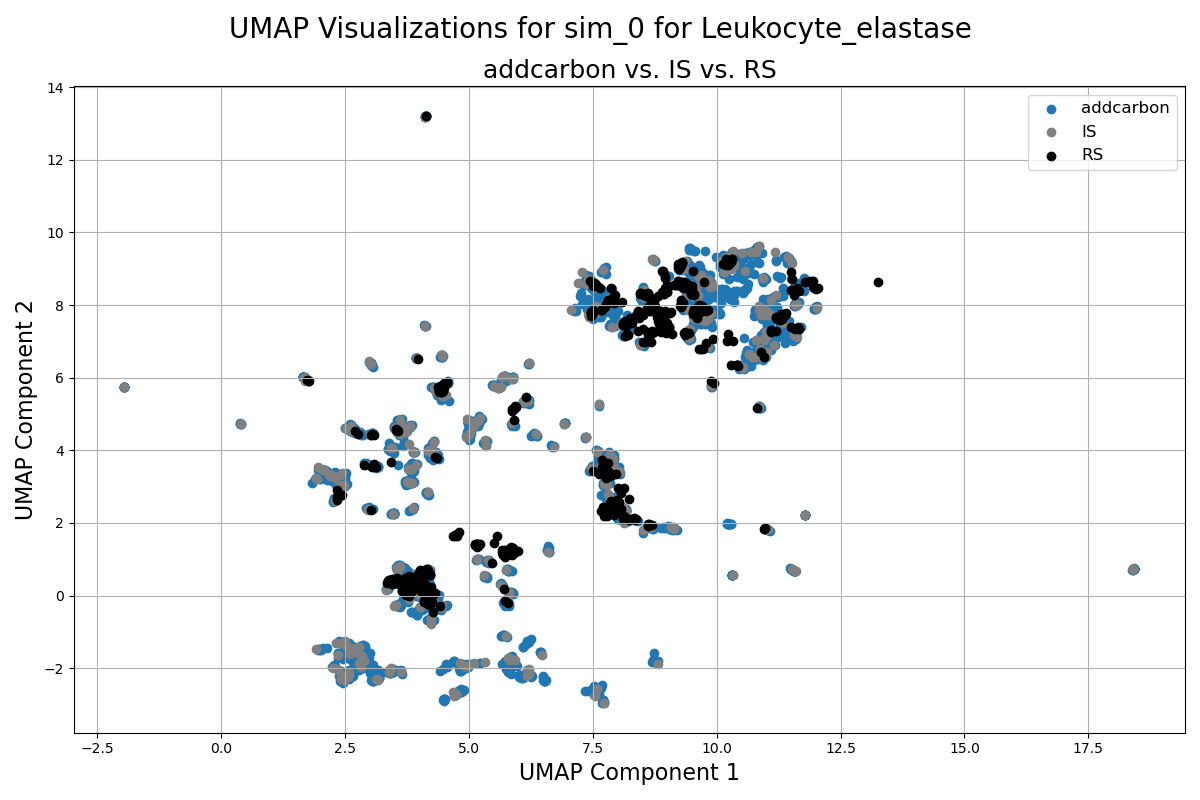 UMAP Visualizations for sim_0 for Leukocyte_elastase
addcarbon vs. IS vs. RS
addcarbon
IS
RS
UMAP Component 2
14
12
10
8
6
4
2
0
−2
−2.5
0.0
2.5
5.0
7.5
10.0
12.5
15.0
17.5
UMAP Component 1